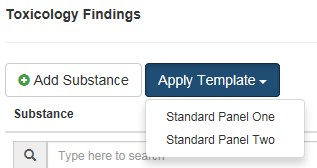 Toxicology Findings
Add Substance Apply Template
Standard Panel One
Substance
Standard Panel Two
Type here to search